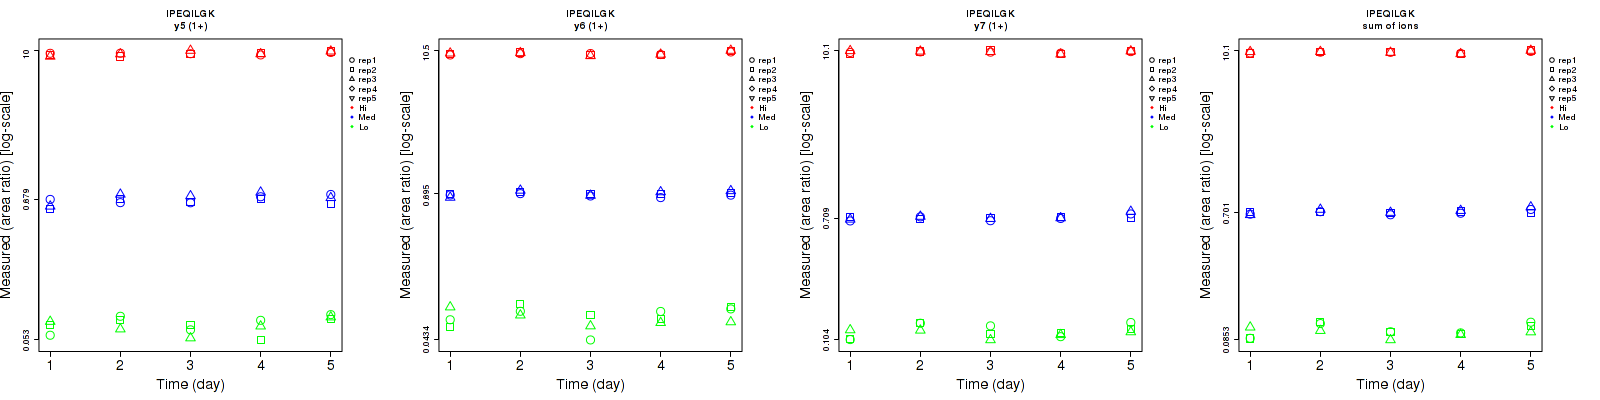 IPEQILGK
y5 (1+)
Measured (area ratio) [log-scale]
10
0.679
0.053
1 2 3 4 5
Time (day)
rep1
rep2
rep3
rep4
rep5
Hi
Med
Lo
IPEQILGK
y6 (1+)
Measured (area ratio) [log-scale]
10.5
0.695
0.0434
1 2 3 4 5
Time (day)
rep1
rep2
rep3
rep4
rep5
Hi
Med
Lo
IPEQILGK
y7 (1+)
Measured (area ratio) [log-scale]
10.1
0.709
0.104
1 2 3 4 5
Time (day)
rep1
rep2
rep3
rep4
rep5
Hi
Med
Lo
IPEQILGK
sum of ions
Measured (area ratio) [log-scale]
10.1
0.701
0.0853
1 2 3 4 5
Time (day)
rep1
rep2
rep3
rep4
rep5
Hi
Med
Lo